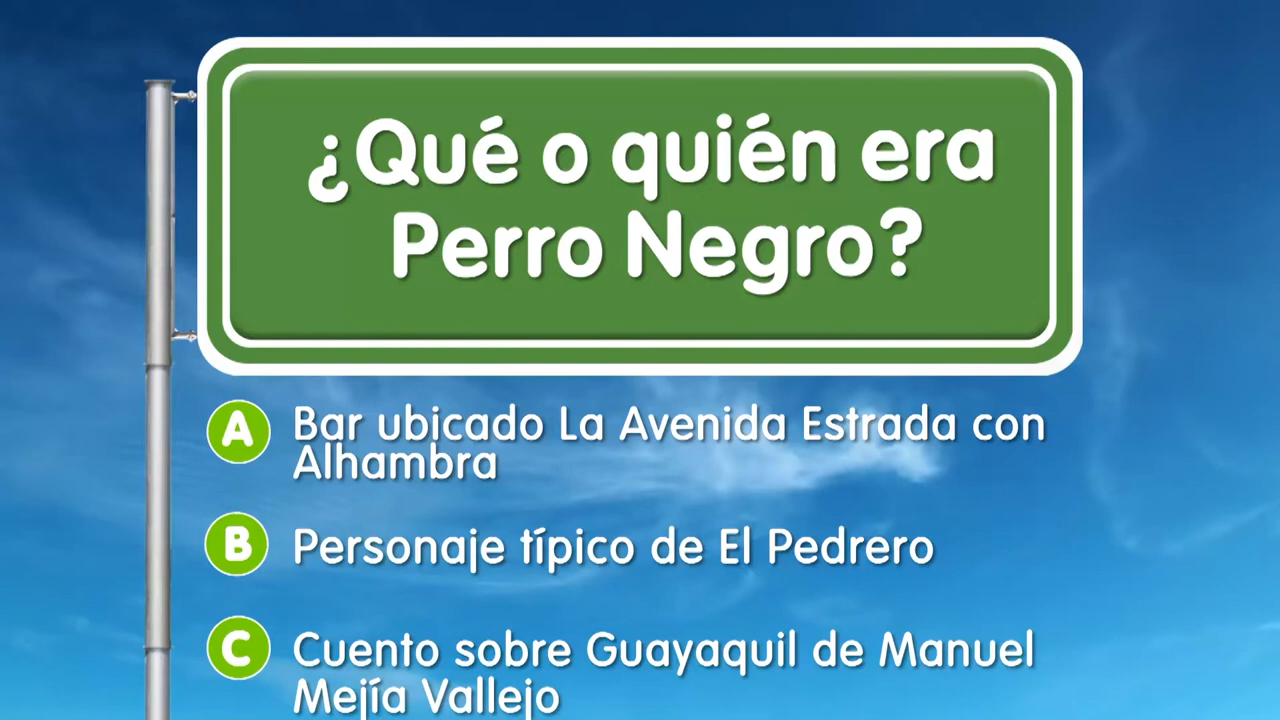 ¿Qué o quién era
Perro Negro?
A Bar ubicado La Avenida Estrada con
Alhambra
B Personaje típico de El Pedrero
C Cuento sobre Guayaquil de Manuel
Mejía Vallejo